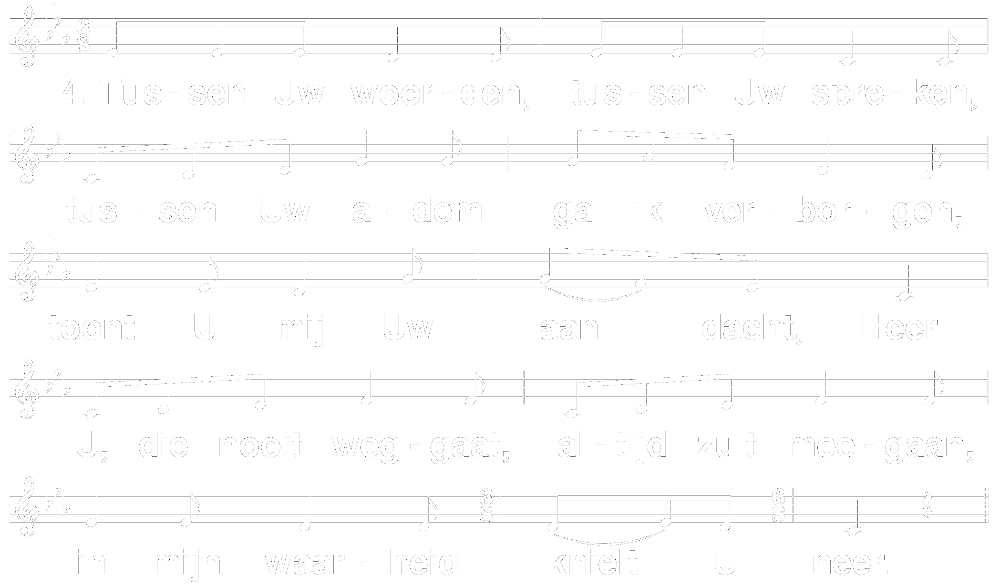 4. Tus - sen Uw woor - den, tus - sen Uw spre - ken,
tus - sen Uw a - dem ga ik ver - bor - gen,
toont U mij Uw aan - dacht, Heer.
U, die nooit weg - gaat, al - tijd zult mee - gaan,
in mijn waar - heid knielt U neer.